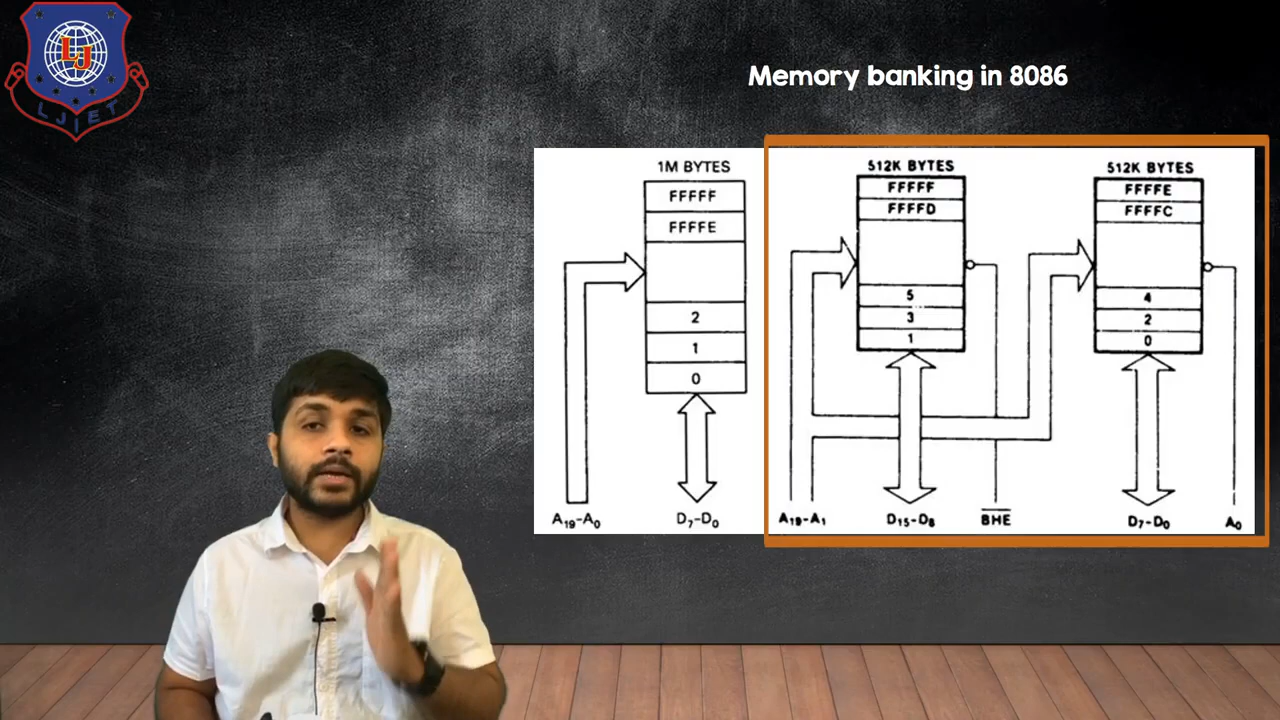 LJ
LJIET
Memory banking in 8086
1M BYTES
FFFFF
FFFFE
2
1
0
A19-A0
D7-D0
512K BYTES
FFFFF
FFFFD
5
3
1
A19-A1
D15-D8
BHE
512K BYTES
FFFFE
FFFFC
4
2
0
D7-D0
A0